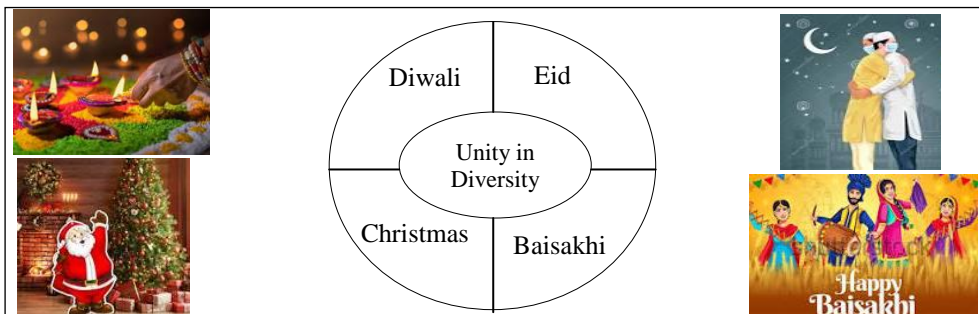 Diwali
Eid
Unity in
Diversity
Christmas
Baisakhi
Happy
Baisakhi